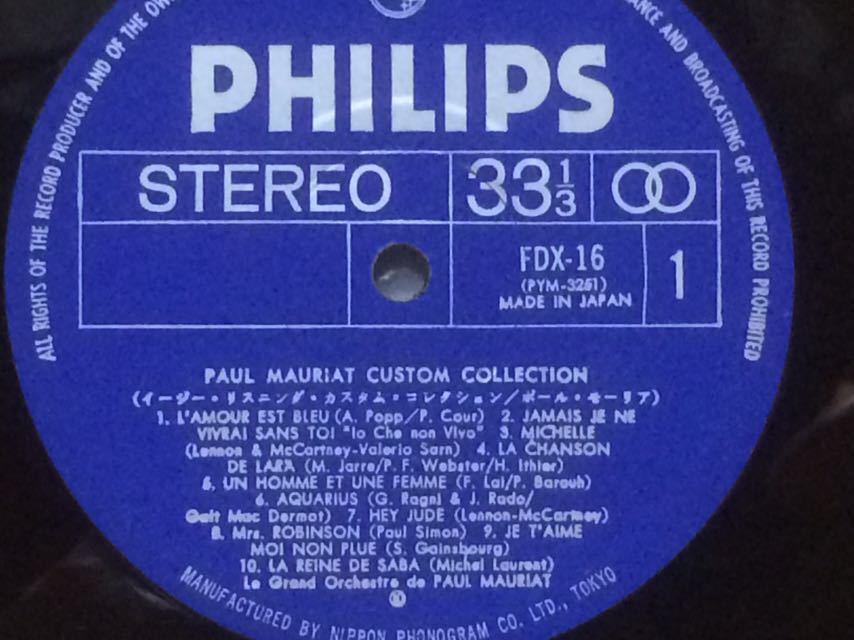 ALL RIGHTS OF THE RECORD PRODUCER AND OF THE OW
ANCE AND BROADCASTING OF THIS RECORD PROHIBITED
PHILIPS
STEREO
33 1/3
FDX-16
(PYM-3251)
MADE IN JAPAN
1
PAUL MAURIAT CUSTOM COLLECTION
(イージー・リスニング・カスタム・コレクション/ポール・モーリア)
1. L'AMOUR EST BLEU (A. Popp/P. Cour) 2. JAMAIS JE NE
VIVRAI SANS TOI "Io Che non Vivo" 3. MICHELLE
(Lennon & McCartney-Valerio Sarn) 4. LA CHANSON
DE LARA (M. Jarre/P. F. Webster/H. Ithier)
5. UN HOMME ET UNE FEMME (F. Lai/P. Barouh)
6. AQUARIUS (G. Ragni & J. Rado/
Galt Mac Dermot) 7. HEY JUDE (Lennon-McCartney)
8. Mrs. ROBINSON (Paul Simon) 9. JE T'AIME
MOI NON PLUE (S. Gainsbourg)
10. LA REINE DE SABA (Michel Laurent)
Le Grand Orchestre de PAUL MAURIAT
MANUFACTURED BY NIPPON PHONOGRAM CO. LTD., TOKYO